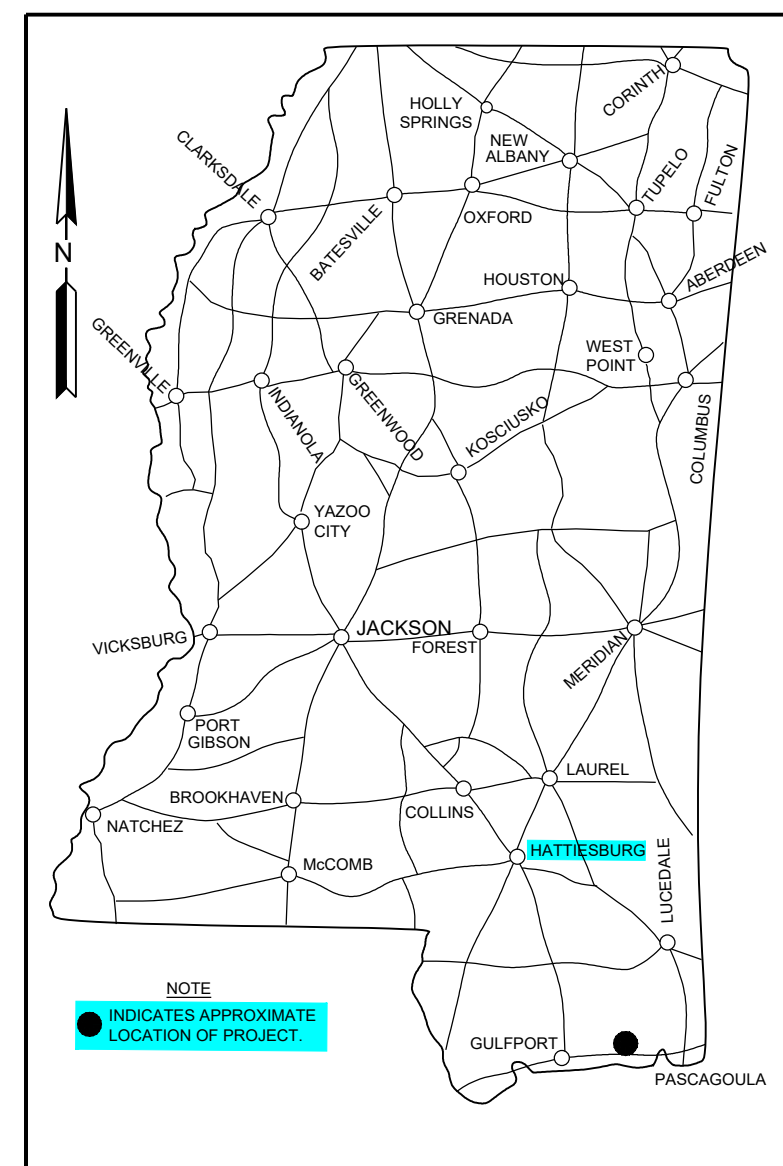 CORINTH
HOLLY
SPRINGS
NEW
ALBANY
CLARKSDALE
TUPELO
FULTON
BATESVILLE
OXFORD
N
HOUSTON
ABERDEEN
GRENADA
GREENVILLE
WEST
POINT
INDIANOLA
GREENWOOD
KOSCIUSKO
COLUMBUS
YAZOO
CITY
VICKSBURG
JACKSON
FOREST
MERIDIAN
PORT
GIBSON
LAUREL
BROOKHAVEN
COLLINS
NATCHEZ
HATTIESBURG
McCOMB
LUCEDALE
NOTE
INDICATES APPROXIMATE
LOCATION OF PROJECT.
GULFPORT
PASCAGOULA